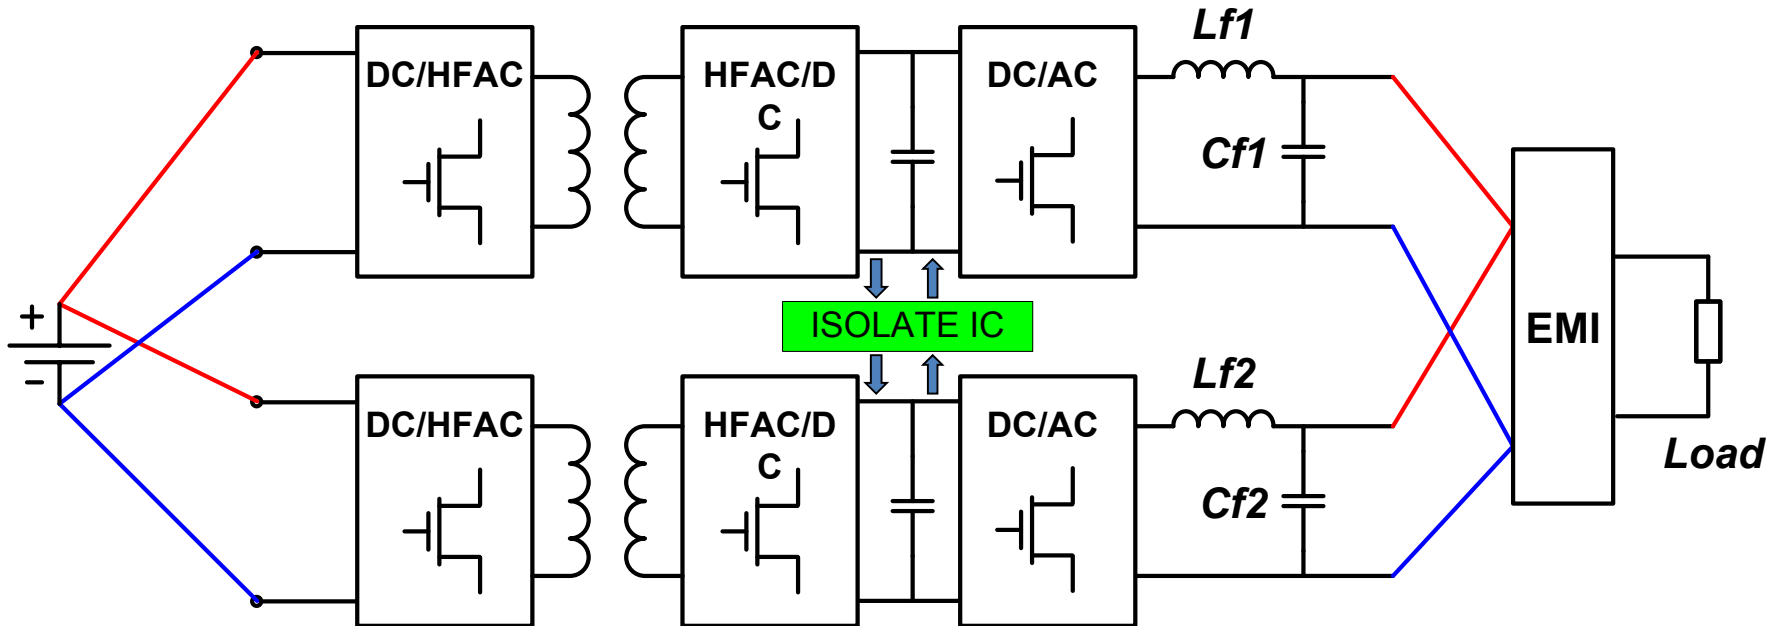 Lf1
DC/HFAC
HFAC/D
C
DC/AC
Cf1
+
-
ISOLATE IC
EMI
Lf2
DC/HFAC
HFAC/D
C
DC/AC
Cf2
Load